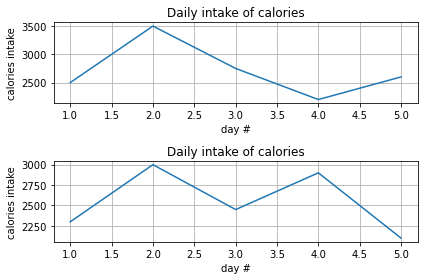 Daily intake of calories
3500
3000
2500
calories intake
1.0 1.5 2.0 2.5 3.0 3.5 4.0 4.5 5.0
day #
Daily intake of calories
3000
2750
2500
2250
calories intake
1.0 1.5 2.0 2.5 3.0 3.5 4.0 4.5 5.0
day #